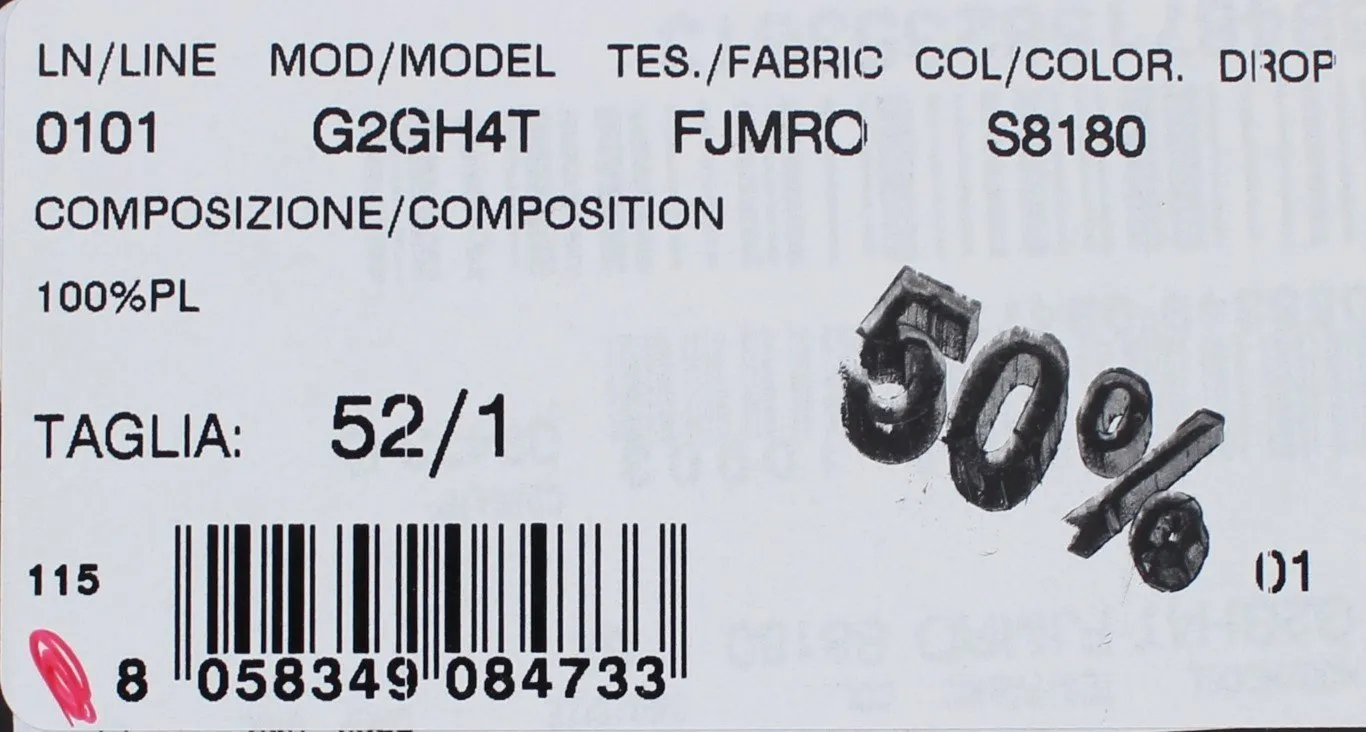 LN/LINE MOD/MODEL TES./FABRIC COL/COLOR. DROP
0101 G2GH4T FJMRO S8180
COMPOSIZIONE/COMPOSITION
100%PL
50%
TAGLIA: 52/1
115
01
8 058349 084733